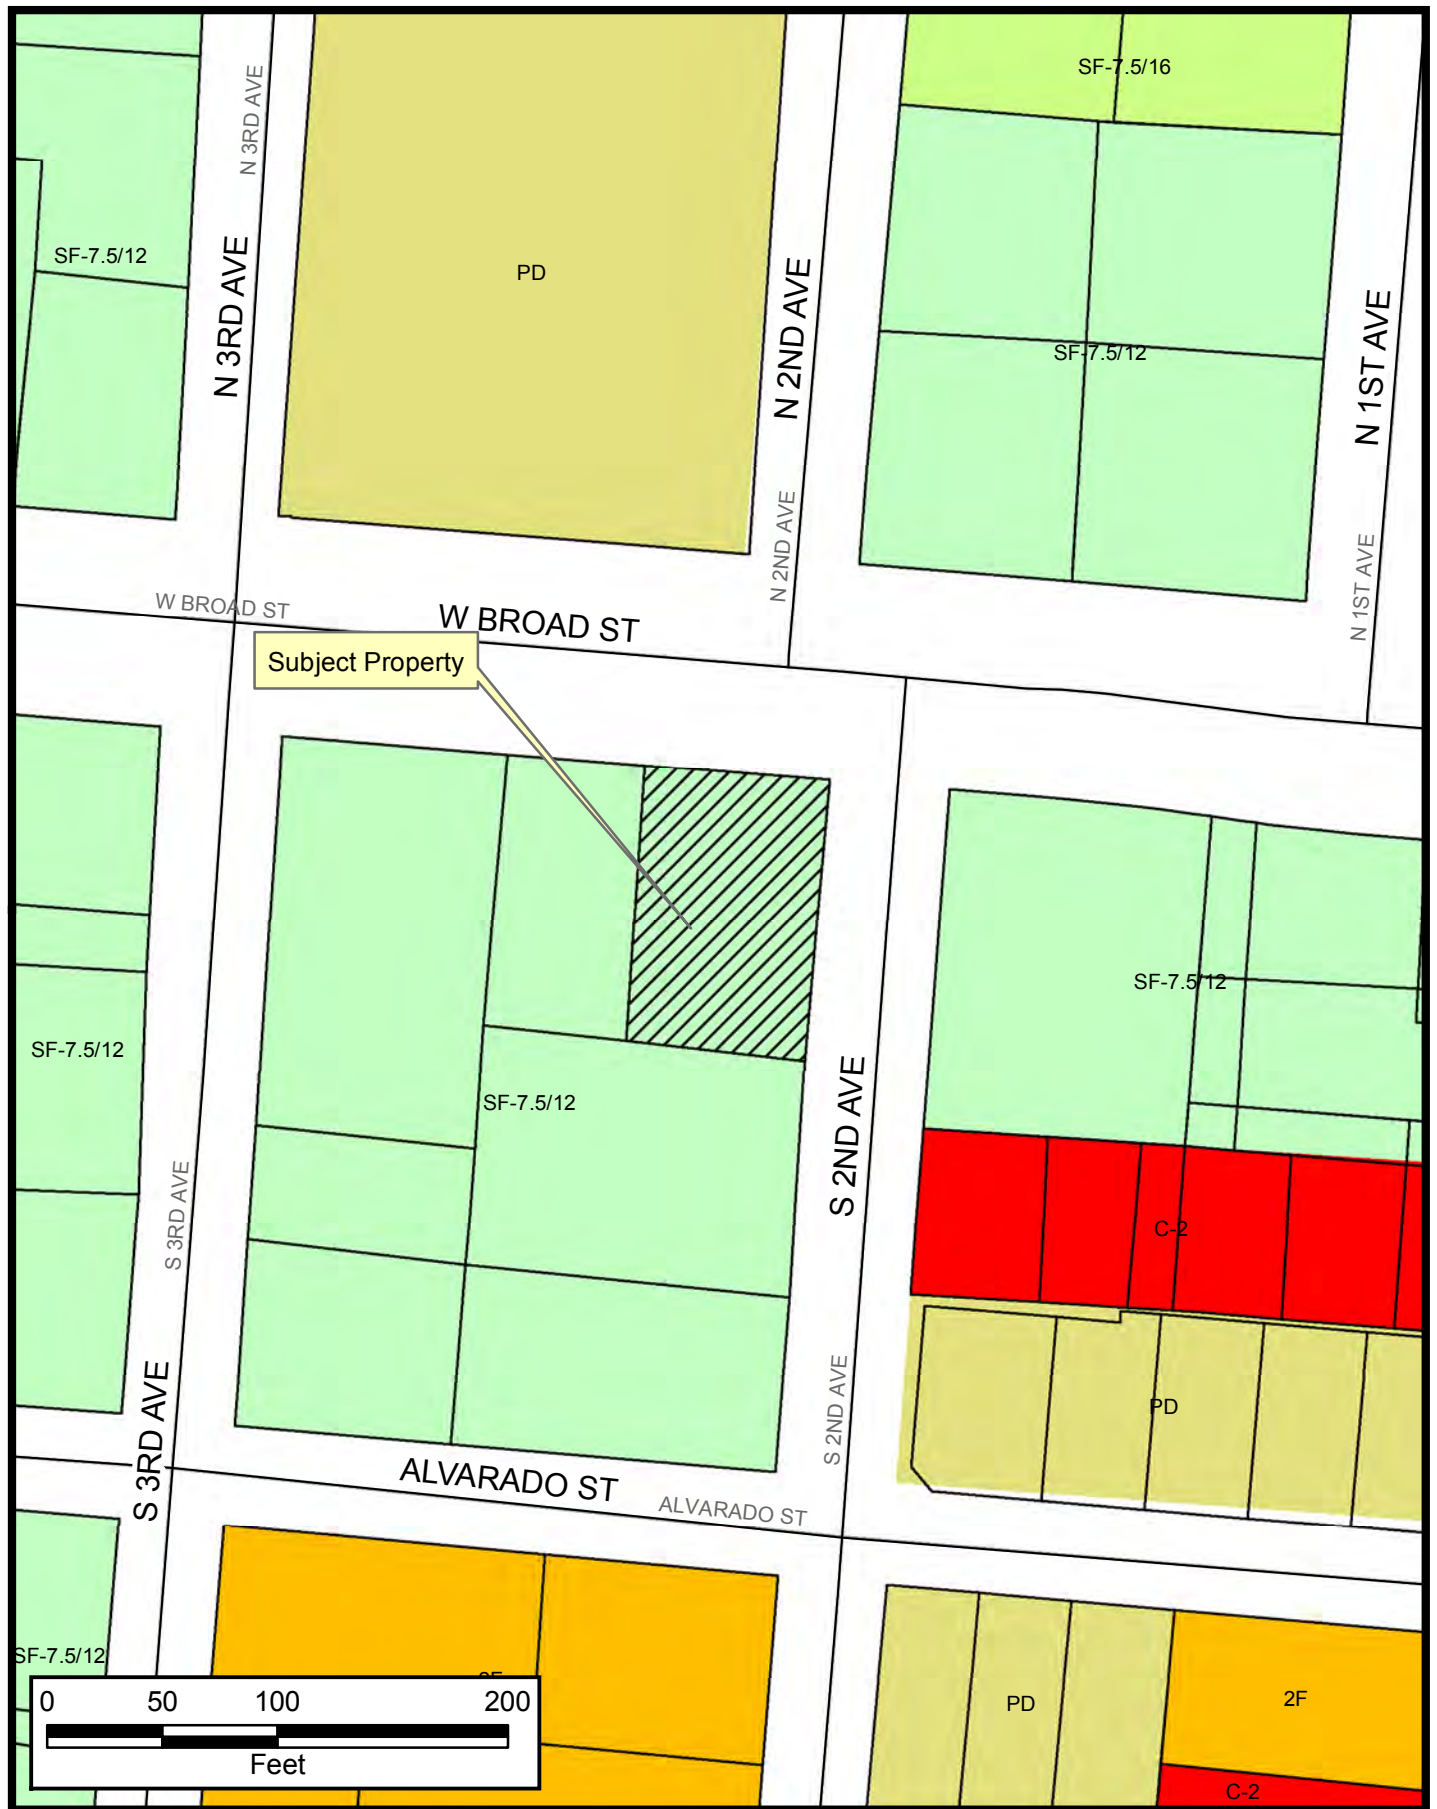 SF-7.5/16
N 3RD AVE
SF-7.5/12
PD
N 3RD AVE
N 2ND AVE
N 1ST AVE
SF-7.5/12
N 2ND AVE
N 1ST AVE
W BROAD ST
W BROAD ST
Subject Property
SF-7.5/12
SF-7.5/12
SF-7.5/12
S 2ND AVE
S 3RD AVE
C-2
S 2ND AVE
PD
S 3RD AVE
ALVARADO ST
ALVARADO ST
SF-7.5/12
PD
2F
0 50 100 200
Feet
C-2